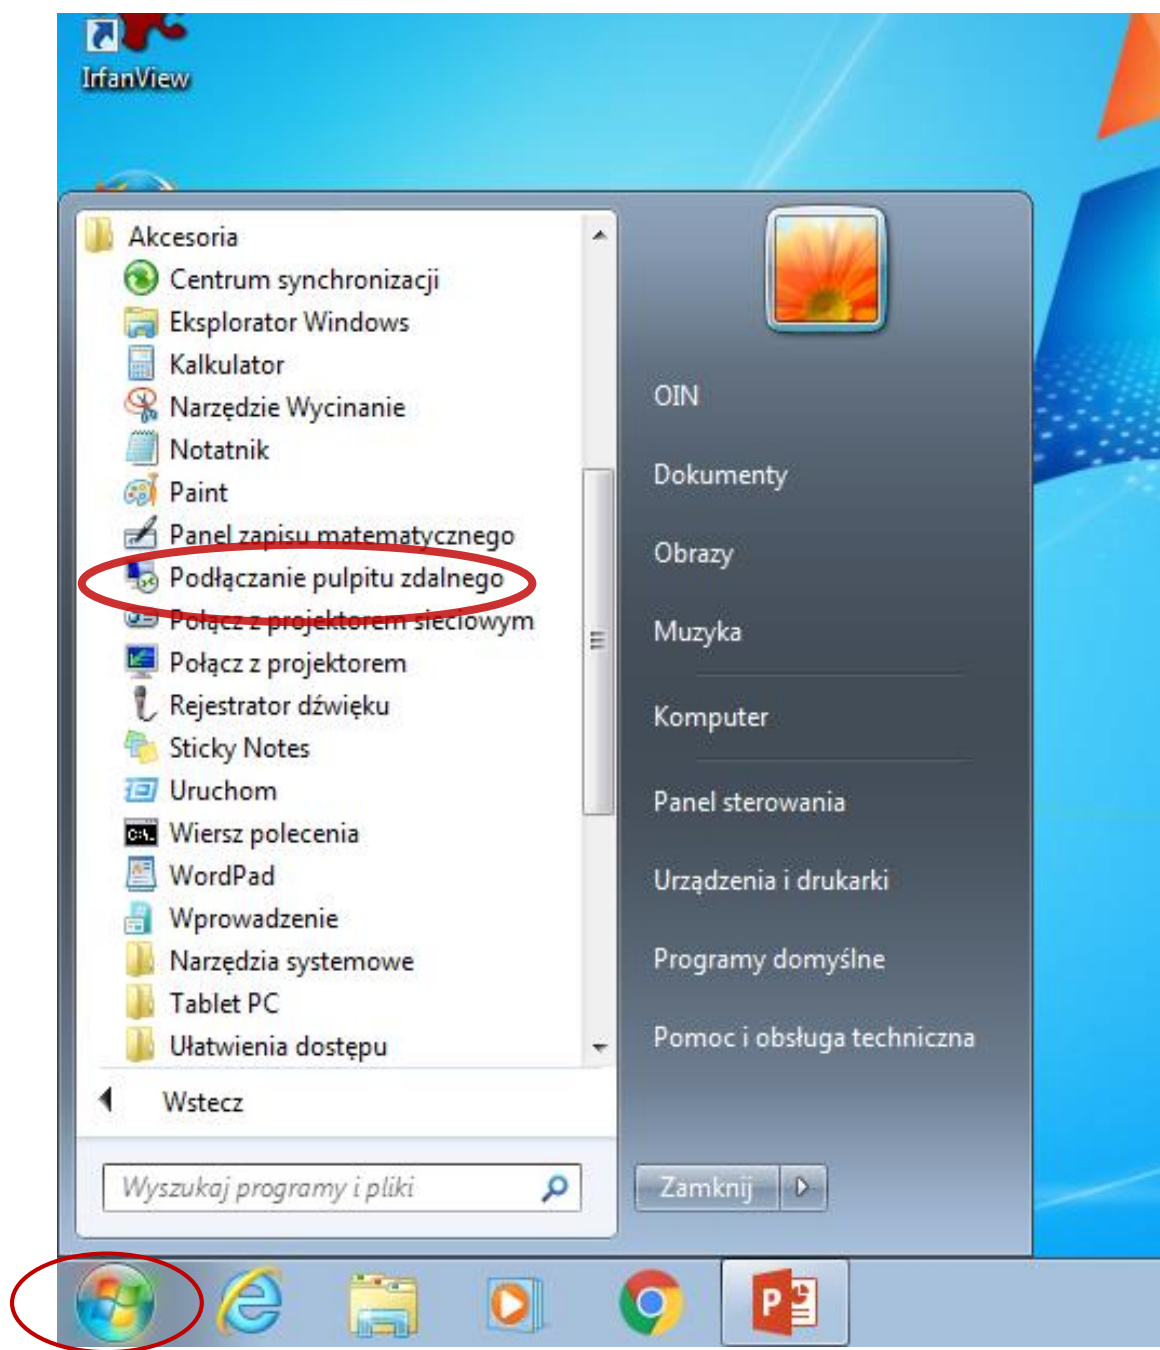 IrfanView
Akcesoria
Centrum synchronizacji
Eksplorator Windows
Kalkulator
Narzędzie Wycinanie
Notatnik
Paint
Panel zapisu matematycznego
Podłączanie pulpitu zdalnego
Połącz z projektorem sieciowym
Połącz z projektorem
Rejestrator dźwięku
Sticky Notes
Uruchom
Wiersz polecenia
WordPad
Wprowadzenie
Narzędzia systemowe
Tablet PC
Ułatwienia dostępu
Wstecz
Wyszukaj programy i pliki
OIN
Dokumenty
Obrazy
Muzyka
Komputer
Panel sterowania
Urządzenia i drukarki
Programy domyślne
Pomoc i obsługa techniczna
Zamknij